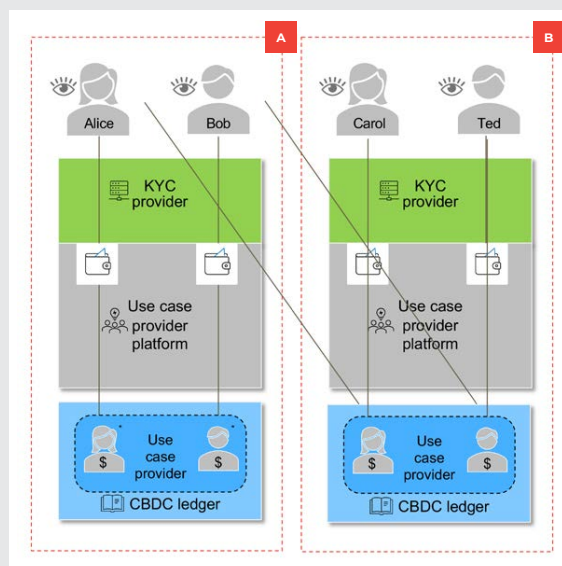 A
B
Alice
Bob
Carol
Ted
KYC
provider
KYC
provider
Use case
provider
platform
Use case
provider
platform
$
Use
case
provider
$
CBDC ledger
$
Use
case
provider
$
CBDC ledger